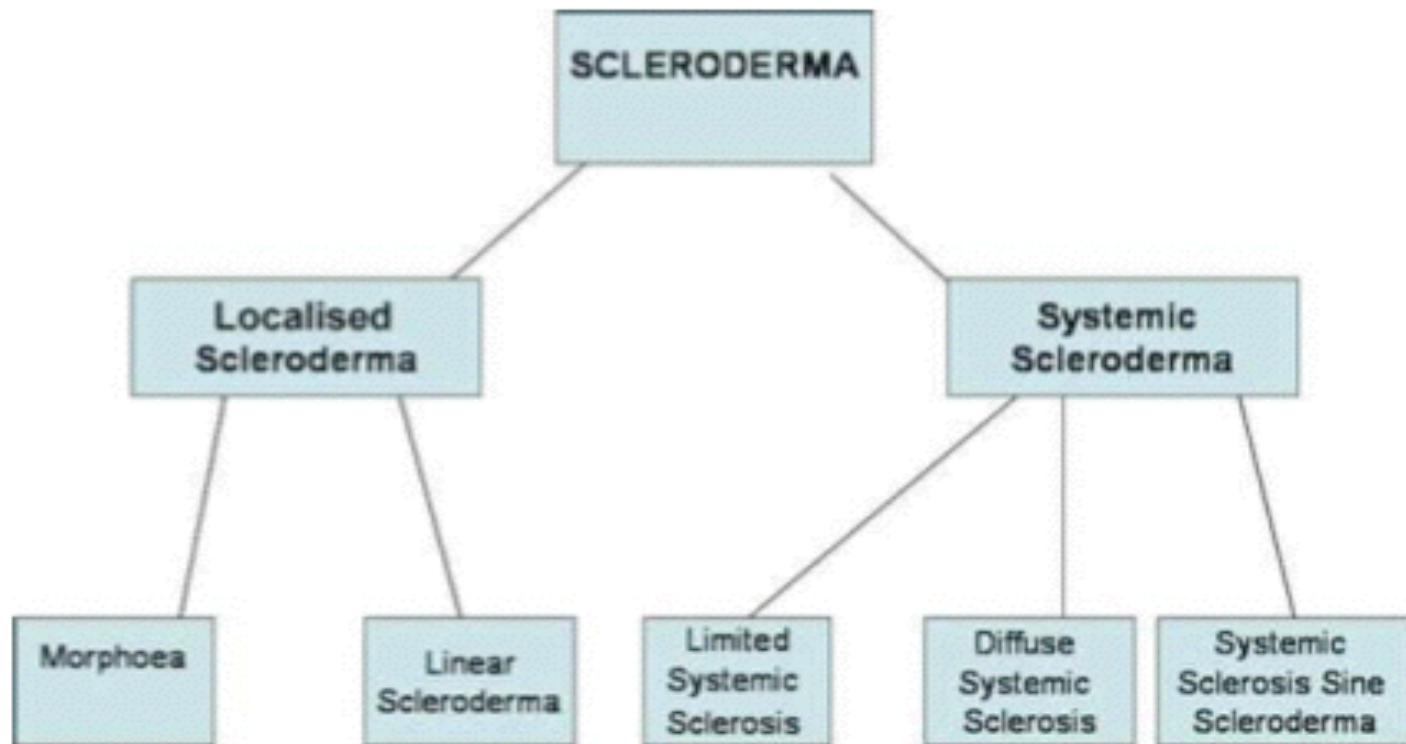 SCLERODERMA
Localised
Scleroderma
Systemic
Scleroderma
Morphoea
Linear
Scleroderma
Limited
Systemic
Sclerosis
Diffuse
Systemic
Sclerosis
Systemic
Sclerosis Sine
Scleroderma